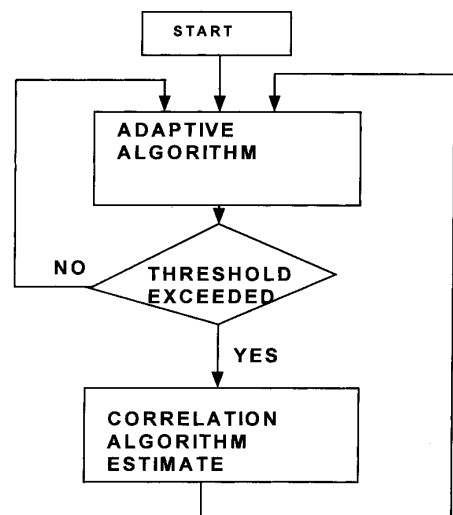 START
ADAPTIVE
ALGORITHM
NO
THRESHOLD
EXCEEDED
YES
CORRELATION
ALGORITHM
ESTIMATE